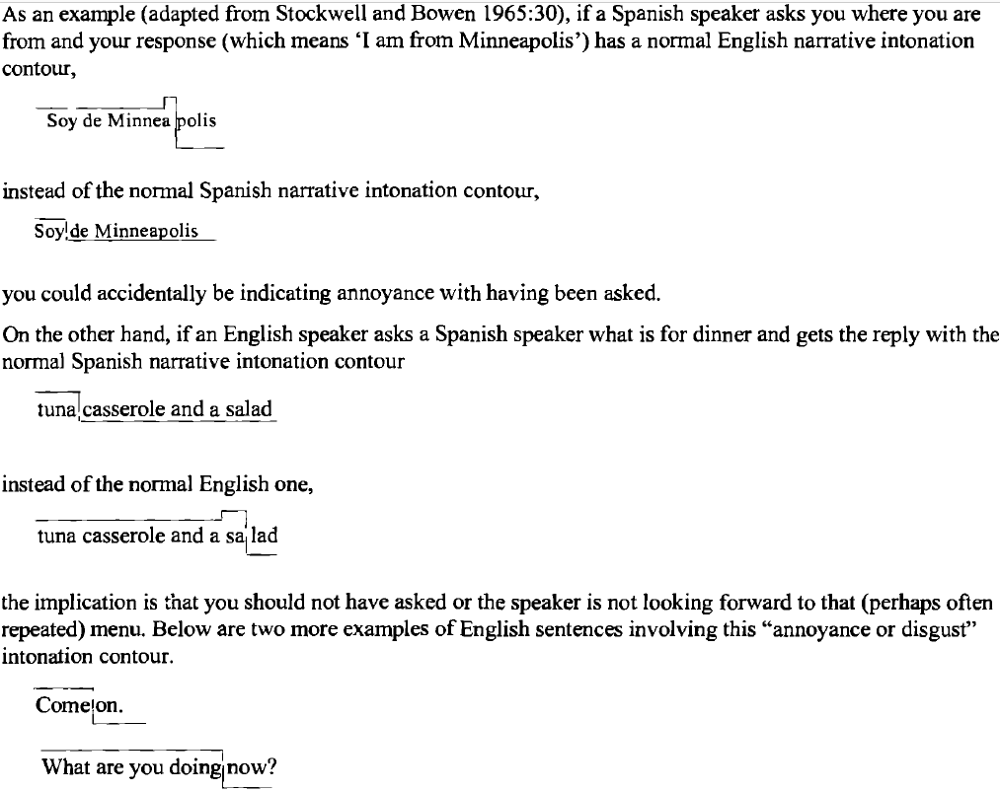 As an example (adapted from Stockwell and Bowen 1965:30), if a Spanish speaker asks you where you are
from and your response (which means ‘I am from Minneapolis’) has a normal English narrative intonation
contour,
Soy de Minnea polis
instead of the normal Spanish narrative intonation contour,
Soy de Minneapolis
you could accidentally be indicating annoyance with having been asked.
On the other hand, if an English speaker asks a Spanish speaker what is for dinner and gets the reply with the
normal Spanish narrative intonation contour
tuna casserole and a salad
instead of the normal English one,
tuna casserole and a sa lad
the implication is that you should not have asked or the speaker is not looking forward to that (perhaps often
repeated) menu. Below are two more examples of English sentences involving this “annoyance or disgust”
intonation contour.
Come on.
What are you doing now?